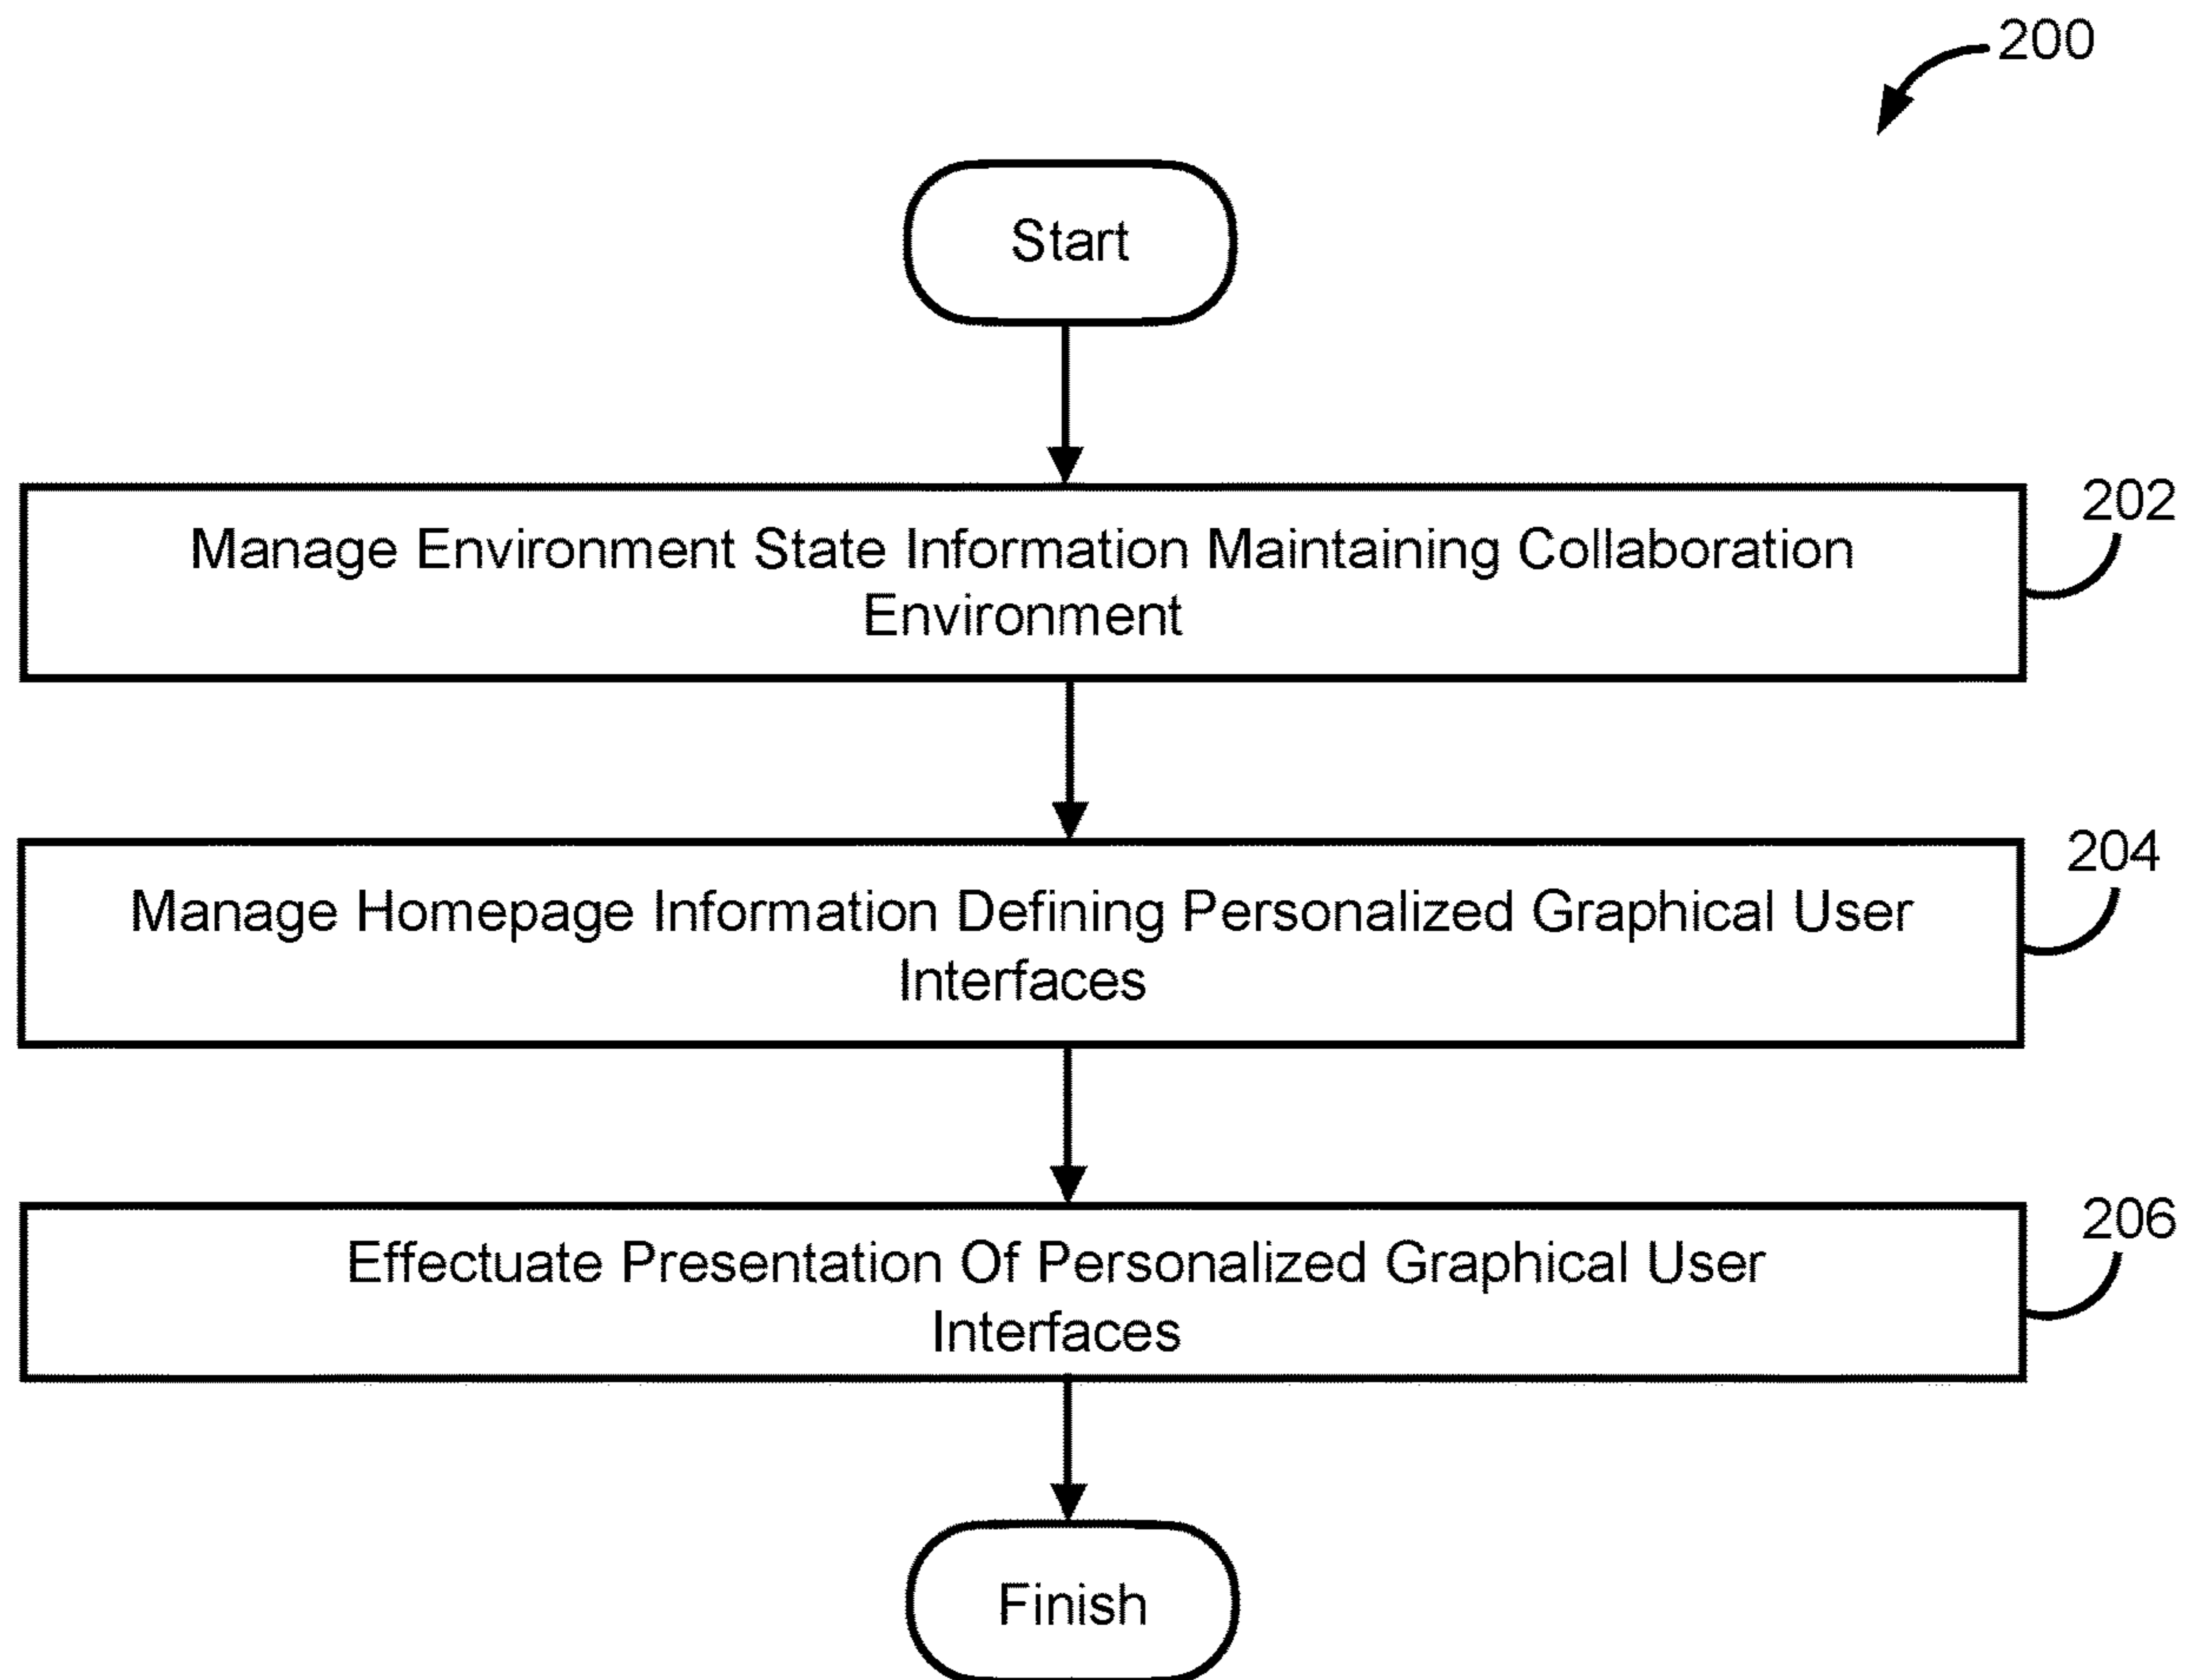 200
Start
202
Manage Environment State Information Maintaining Collaboration
Environment
204
Manage Homepage Information Defining Personalized Graphical User
Interfaces
206
Effectuate Presentation Of Personalized Graphical User
Interfaces
Finish